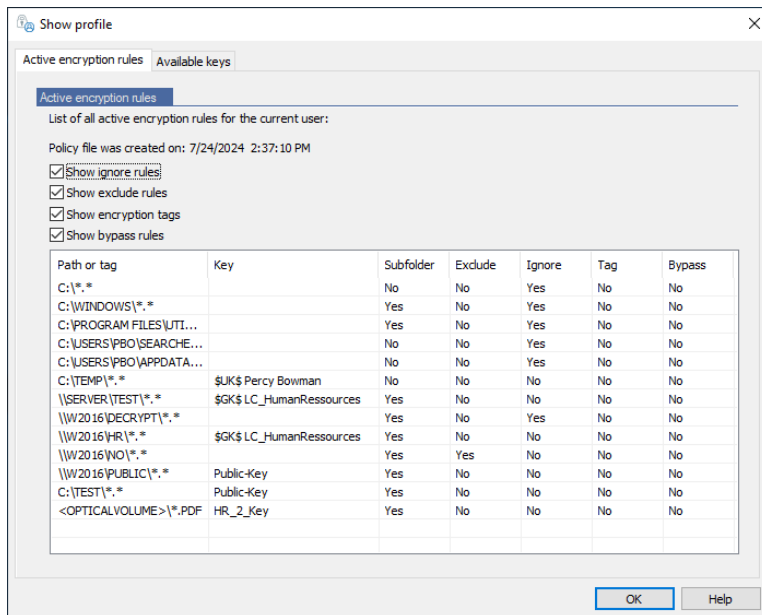 Show profile
Active encryption rules Available keys
Active encryption rules
List of all active encryption rules for the current user:
Policy file was created on: 7/24/2024 2:37:10 PM
Show ignore rules
Show exclude rules
Show encryption tags
Show bypass rules
Path or tag Key Subfolder Exclude Ignore Tag Bypass
C:\*.* No No Yes No No
C:\WINDOWS\*.* Yes No Yes No No
C:\PROGRAM FILES\UTI... Yes No Yes No No
C:\USERS\PBO\SEARCHE... No No Yes No No
C:\USERS\PBO\APPDATA... No No Yes No No
C:\TEMP\*.* $UK$ Percy Bowman No No No No No
\\SERVER\TEST\*.* $GK$ LC_HumanRessources Yes No No No No
\\W2016\DECRYPT\*.* Yes No Yes No No
\\W2016\HR\*.* $GK$ LC_HumanRessources Yes No No No No
\\W2016\NO\*.* Yes Yes No No No
\\W2016\PUBLIC\*.* Public-Key Yes No No No No
C:\TEST\*.* Public-Key Yes No No No No
<OPTICALVOLUME>\*.PDF HR_2_Key Yes No No No No
OK Help